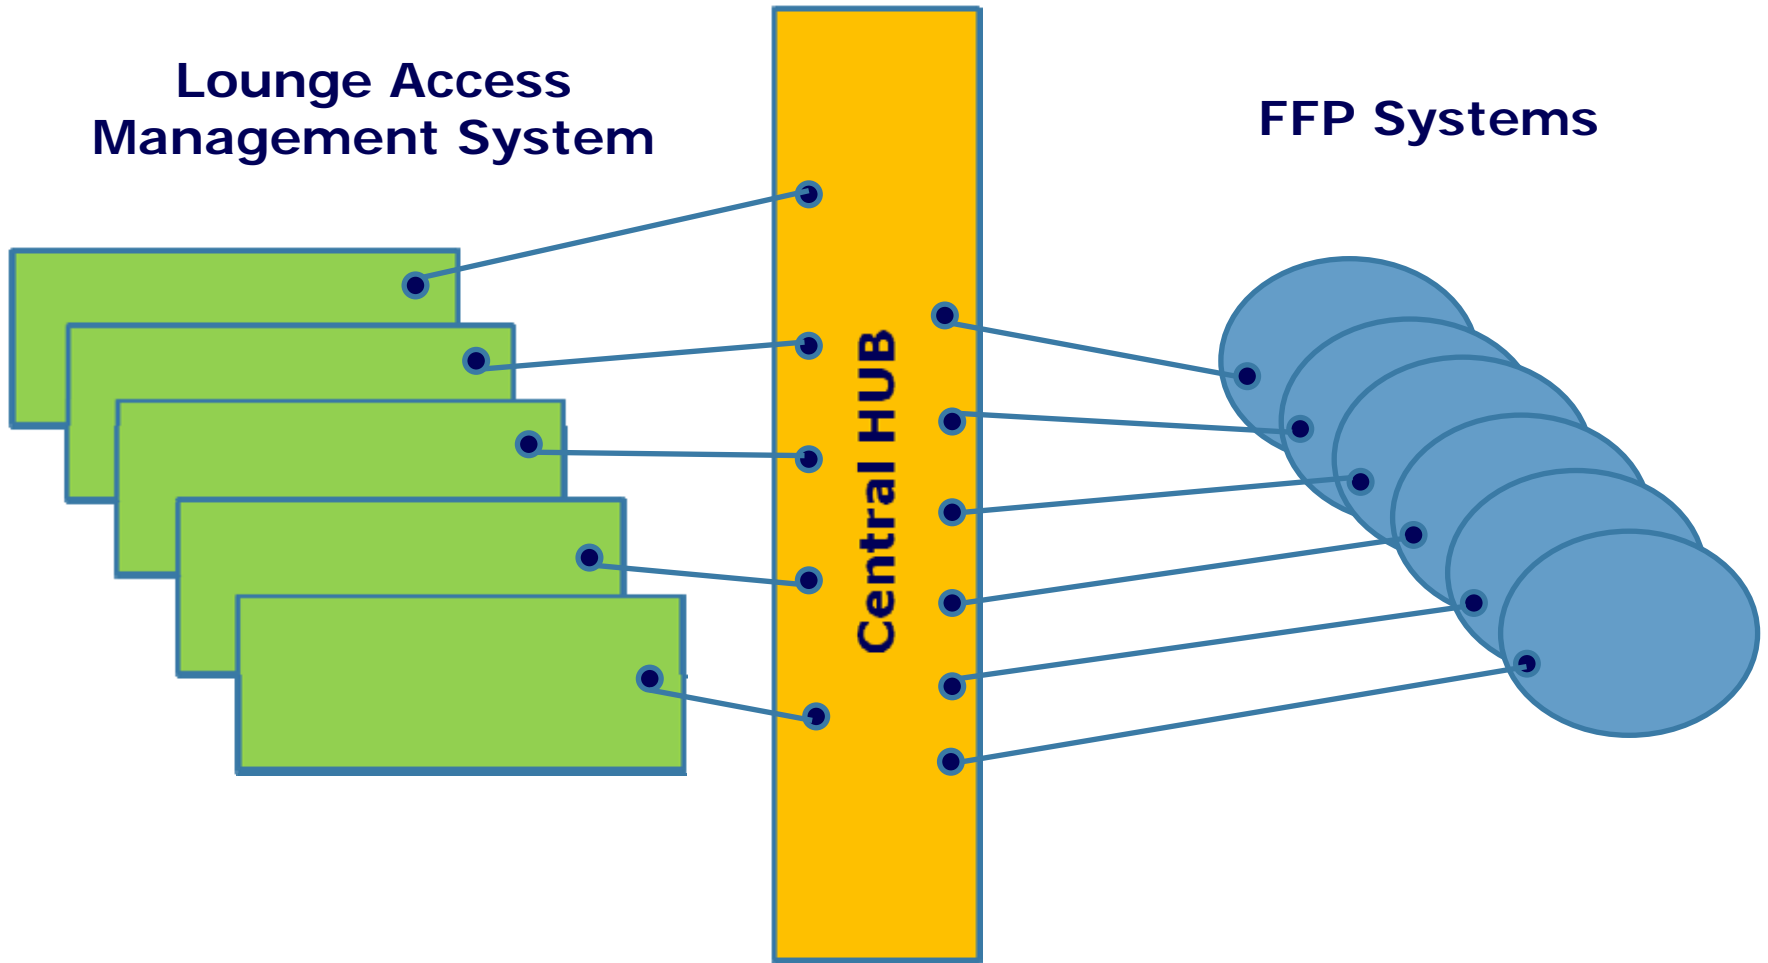 Lounge Access
Management System
FFP Systems
Central HUB